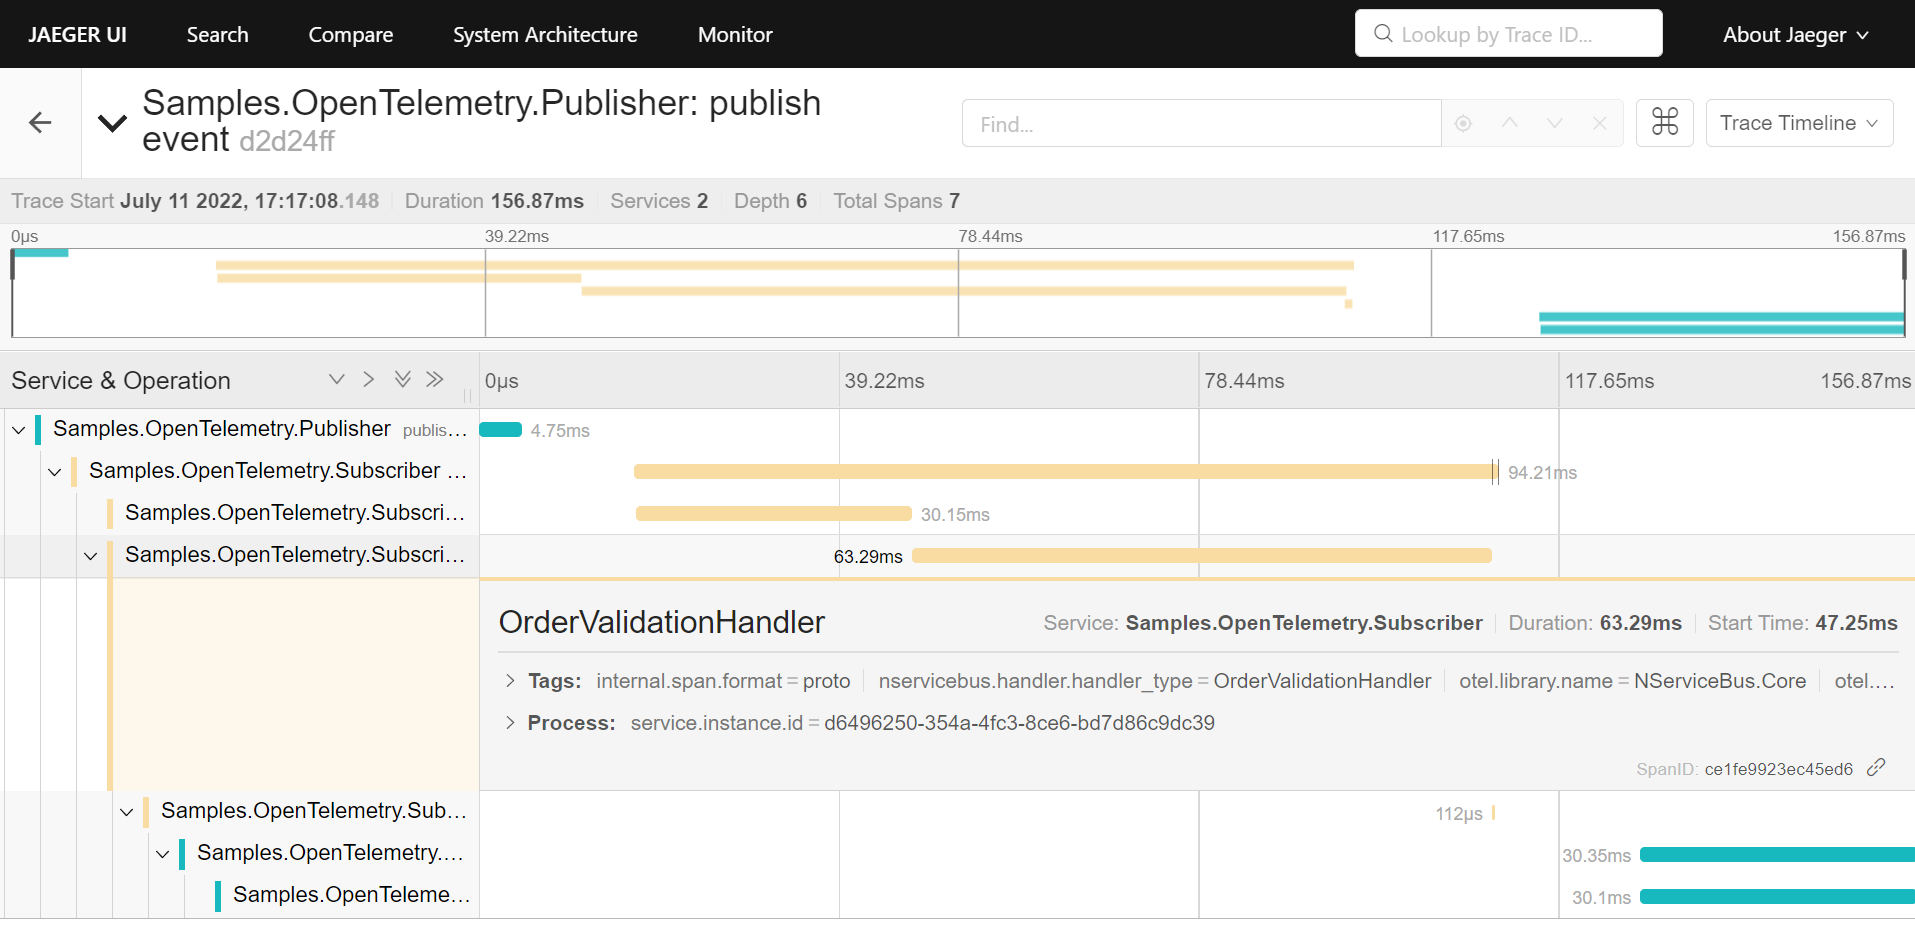 JAEGER UI Search Compare System Architecture Monitor Lookup by Trace ID... About Jaeger
Samples.OpenTelemetry.Publisher: publish
event d2d24ff
Find... Trace Timeline
Trace Start July 11 2022, 17:17:08.148 Duration 156.87ms Services 2 Depth 6 Total Spans 7
0μs 39.22ms 78.44ms 117.65ms 156.87ms
Service & Operation 0μs 39.22ms 78.44ms 117.65ms 156.87ms
Samples.OpenTelemetry.Publisher publis... 4.75ms
Samples.OpenTelemetry.Subscriber ... 94.21ms
Samples.OpenTelemetry.Subscri... 30.15ms
Samples.OpenTelemetry.Subscri... 63.29ms
OrderValidationHandler Service: Samples.OpenTelemetry.Subscriber Duration: 63.29ms Start Time: 47.25ms
Tags: internal.span.format = proto nservicebus.handler.handler_type = OrderValidationHandler otel.library.name = NServiceBus.Core otel....
Process: service.instance.id = d6496250-354a-4fc3-8ce6-bd7d86c9dc39
SpanID: ce1fe9923ec45ed6
Samples.OpenTelemetry.Sub... 112μs
Samples.OpenTelemetry.... 30.35ms
Samples.OpenTeleme... 30.1ms